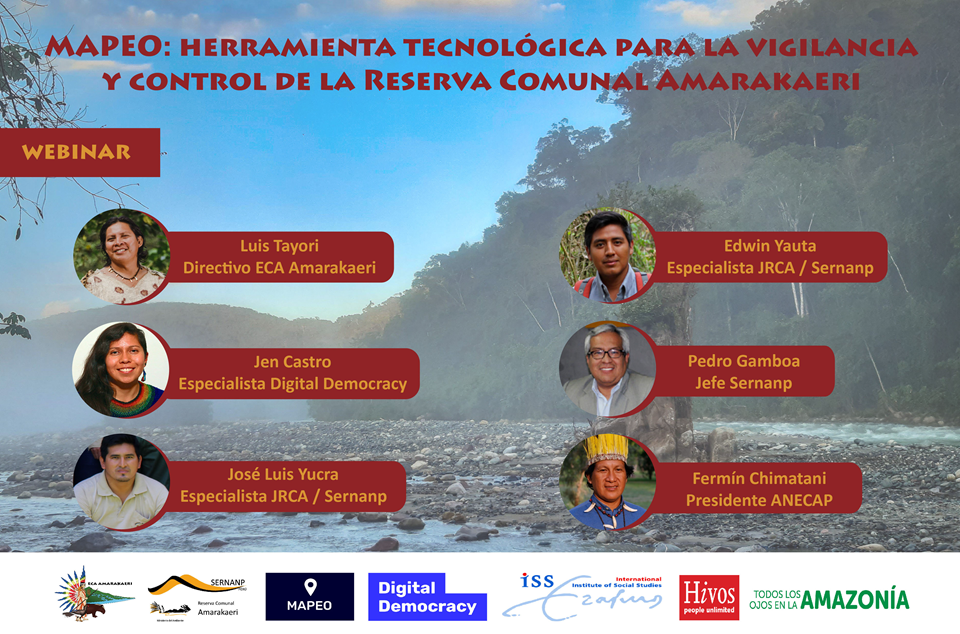 MAPEO: HERRAMIENTA TECNOLÓGICA PARA LA VIGILANCIA
Y CONTROL DE LA RESERVA COMUNAL AMARAKAERI
WEBINAR
Luis Tayori
Directivo ECA Amarakaeri
Edwin Yauta
Especialista JRCA / Sernanp
Jen Castro
Especialista Digital Democracy
Pedro Gamboa
Jefe Sernanp
José Luis Yucra
Especialista JRCA / Sernanp
Fermín Chimatani
Presidente ANECAP
ECA AMARAKAERI
SERNANP
PERÚ
Reserva Comunal
Amarakaeri
MAPEO
Digital
Democracy
iss
International
Institute of Social Studies
Erasmus
Hivos
people unlimited
TODOS LOS
OJOS EN LA AMAZONÍA